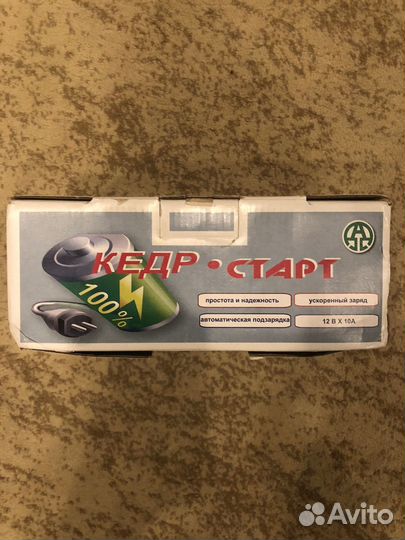 КЕДР • СТАРТ
100%
простота и надежность
ускоренный заряд
автоматическая подзарядка
12 В X 10А
Avito